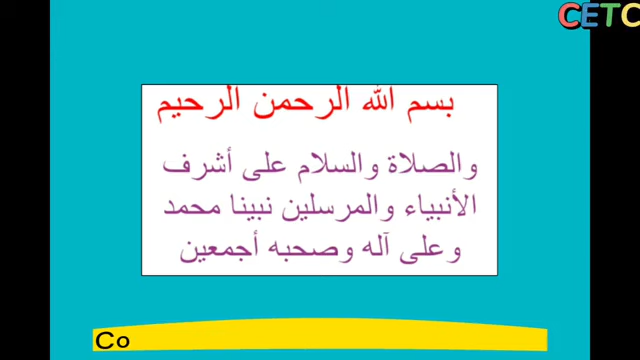 CETC
بسم الله الرحمن الرحيم
والصلاة والسلام على أشرف
الأنبياء والمرسلين نبينا محمد
وعلى آله وصحبه أجمعين
Co